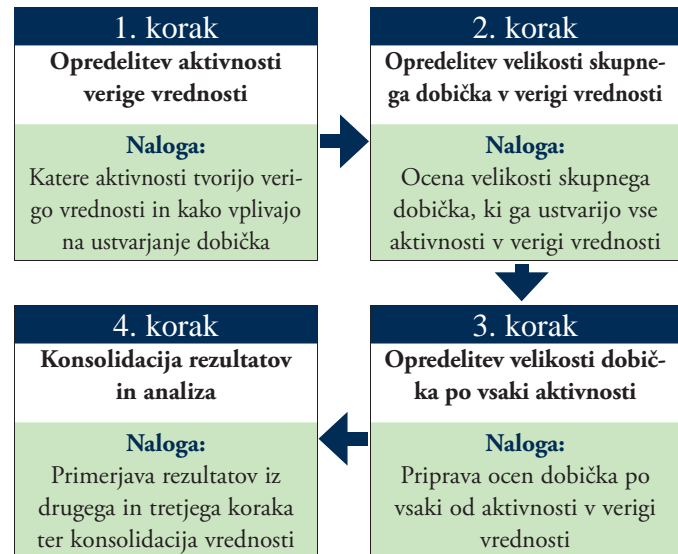 1. korak
Opredelitev aktivnosti
verige vrednosti
Naloga:
Katere aktivnosti tvorijo veri-
go vrednosti in kako vplivajo
na ustvarjanje dobička
2. korak
Opredelitev velikosti skupne-
ga dobička v verigi vrednosti
Naloga:
Ocena velikosti skupnega
dobička, ki ga ustvarijo vse
aktivnosti v verigi vrednosti
3. korak
Opredelitev velikosti dobič-
ka po vsaki aktivnosti
Naloga:
Priprava ocen dobička po
vsaki od aktivnosti v verigi
vrednosti
4. korak
Konsolidacija rezultatov
in analiza
Naloga:
Primerjava rezultatov iz
drugega in tretjega koraka
ter konsolidacija vrednosti